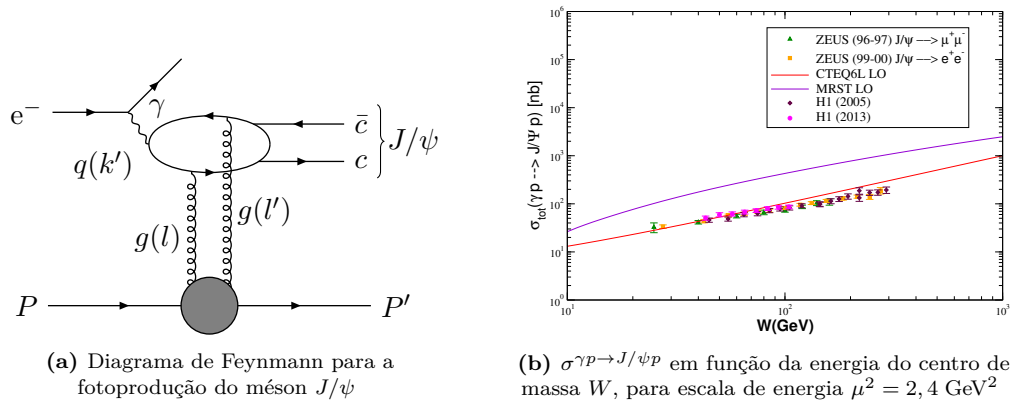 e⁻
γ
q(k′)
c̄
c
J/ψ
g(l)
g(l′)
P
P′
(a) Diagrama de Feynmann para a
fotoprodução do méson J/ψ
σtot(γp --> J/Ψ p) [nb]
10⁶
10⁵
10⁴
10³
10²
10¹
10⁰
10¹
10²
10³
W(GeV)
ZEUS (96-97) J/ψ —> μ⁺μ⁻
ZEUS (99-00) J/ψ —> e⁺e⁻
CTEQ6L LO
MRST LO
H1 (2005)
H1 (2013)
(b) σ^{γp→J/ψp} em função da energia do centro de
massa W, para escala de energia μ² = 2,4 GeV²